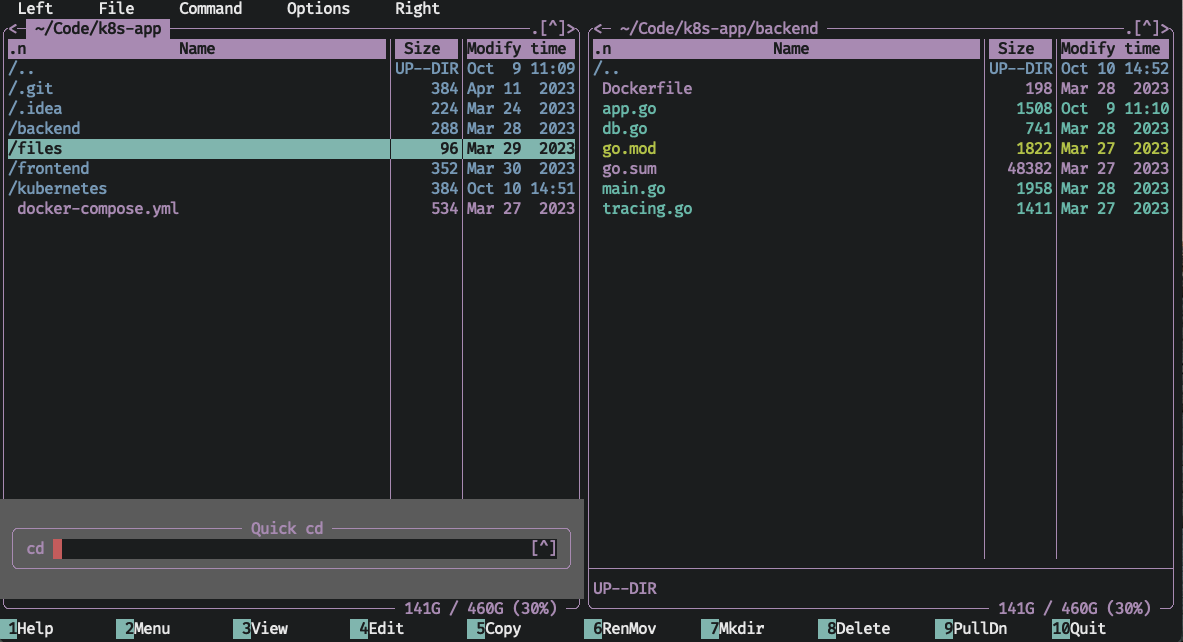 Left File Command Options Right
<─ ~/Code/k8s-app ─.[^]> <─ ~/Code/k8s-app/backend ─.[^]>
.n Name Size Modify time .n Name Size Modify time
/.. UP--DIR Oct 9 11:09 /.. UP--DIR Oct 10 14:52
/.git 384 Apr 11 2023 Dockerfile 198 Mar 28 2023
/.idea 224 Mar 24 2023 app.go 1508 Oct 9 11:10
/backend 288 Mar 28 2023 db.go 741 Mar 28 2023
/files 96 Mar 29 2023 go.mod 1822 Mar 27 2023
/frontend 352 Mar 30 2023 go.sum 48382 Mar 27 2023
/kubernetes 384 Oct 10 14:51 main.go 1958 Mar 28 2023
docker-compose.yml 534 Mar 27 2023 tracing.go 1411 Mar 27 2023
Quick cd
cd [^]
UP--DIR
141G / 460G (30%) 141G / 460G (30%)
1Help 2Menu 3View 4Edit 5Copy 6RenMov 7Mkdir 8Delete 9PullDn 10Quit